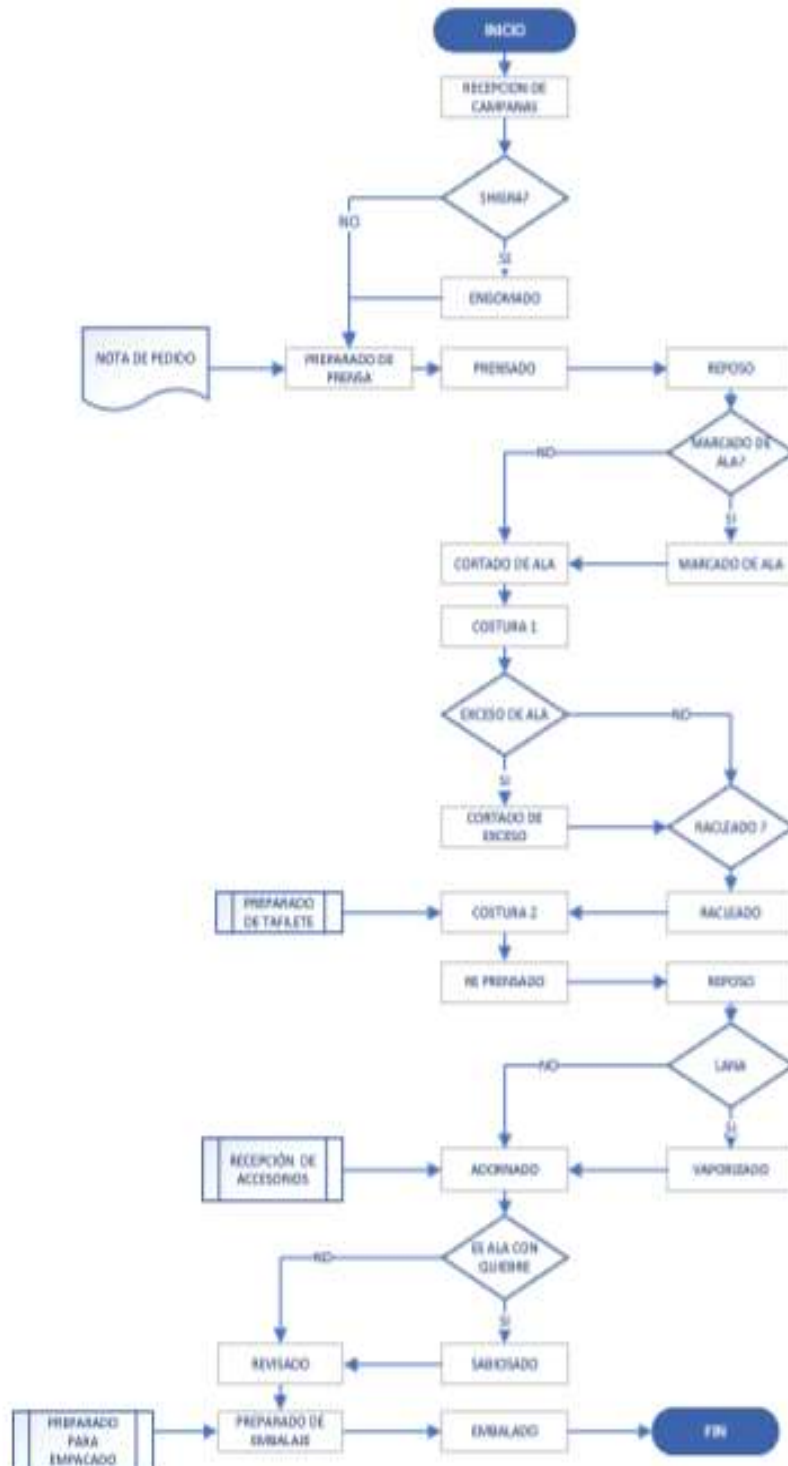 INICIO
RECEPCIÓN DE
CAMPANAS
SHIGRA?
NO
SI
ENGOMADO
NOTA DE PEDIDO
PREPARADO DE
PRENSA
PRENSADO
REPOSO
MARCADO DE
ALA?
NO
SI
CORTADO DE ALA
MARCADO DE ALA
COSTURA 1
EXCESO DE ALA
NO
SI
CORTADO DE
EXCESO
RACLEADO ?
PREPARADO
DE TAFILETE
COSTURA 2
RACLEADO
RE PRENSADO
REPOSO
LANA
NO
SI
RECEPCIÓN DE
ACCESORIOS
ADORNADO
VAPORIZADO
ES ALA CON
QUIEBRE
NO
SI
REVISADO
SABIOSADO
PREPARADO
PARA
EMPACADO
PREPARADO DE
EMBALAJE
EMBALADO
FIN